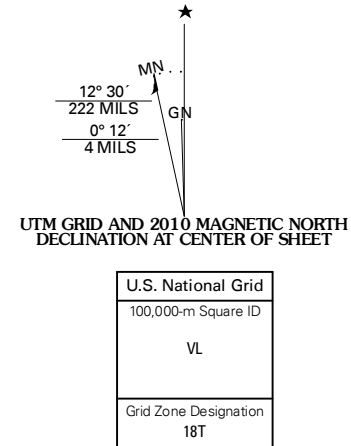 ★
MN
12° 30´
222 MILS
GN
0° 12´
4 MILS
UTM GRID AND 2010 MAGNETIC NORTH
DECLINATION AT CENTER OF SHEET
U.S. National Grid
100,000-m Square ID
VL
Grid Zone Designation
18T